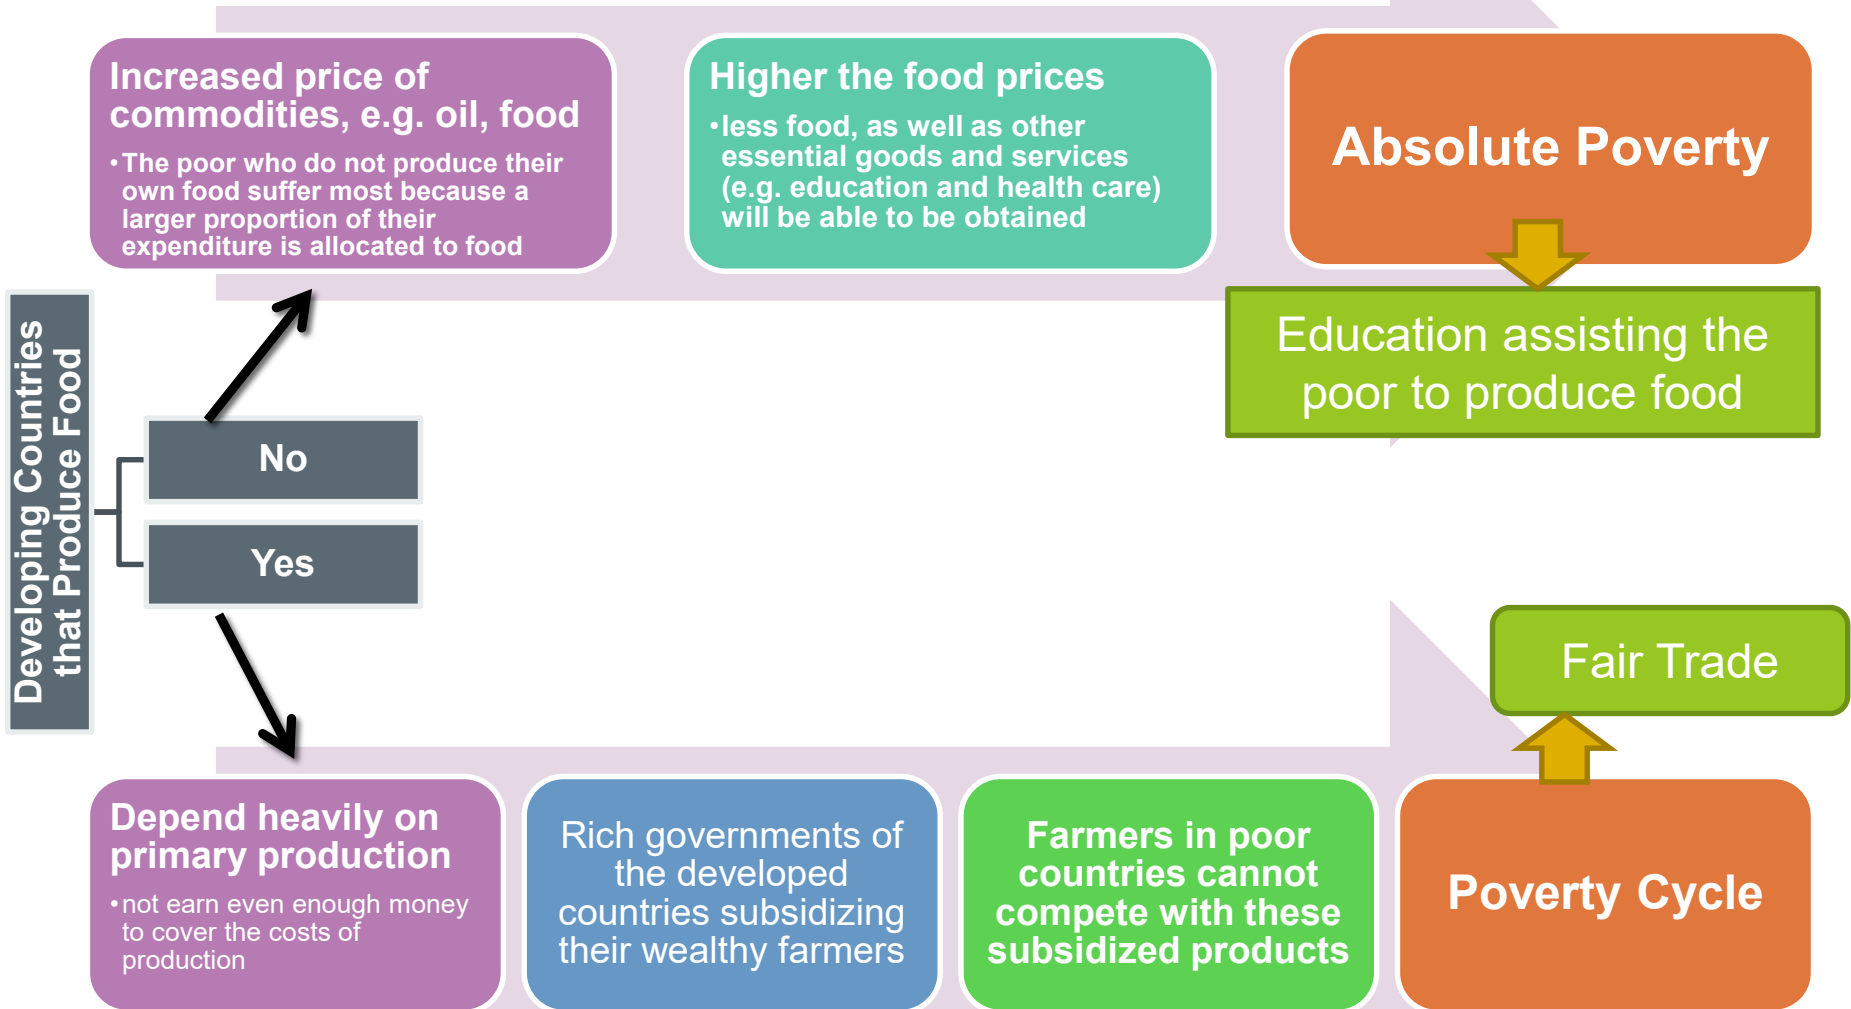 Increased price of
commodities, e.g. oil, food
•The poor who do not produce their
own food suffer most because a
larger proportion of their
expenditure is allocated to food
Higher the food prices
•less food, as well as other
essential goods and services
(e.g. education and health care)
will be able to be obtained
Absolute Poverty
Education assisting the
poor to produce food
Developing Countries
that Produce Food
No
Yes
Fair Trade
Depend heavily on
primary production
•not earn even enough money
to cover the costs of
production
Rich governments of
the developed
countries subsidizing
their wealthy farmers
Farmers in poor
countries cannot
compete with these
subsidized products
Poverty Cycle